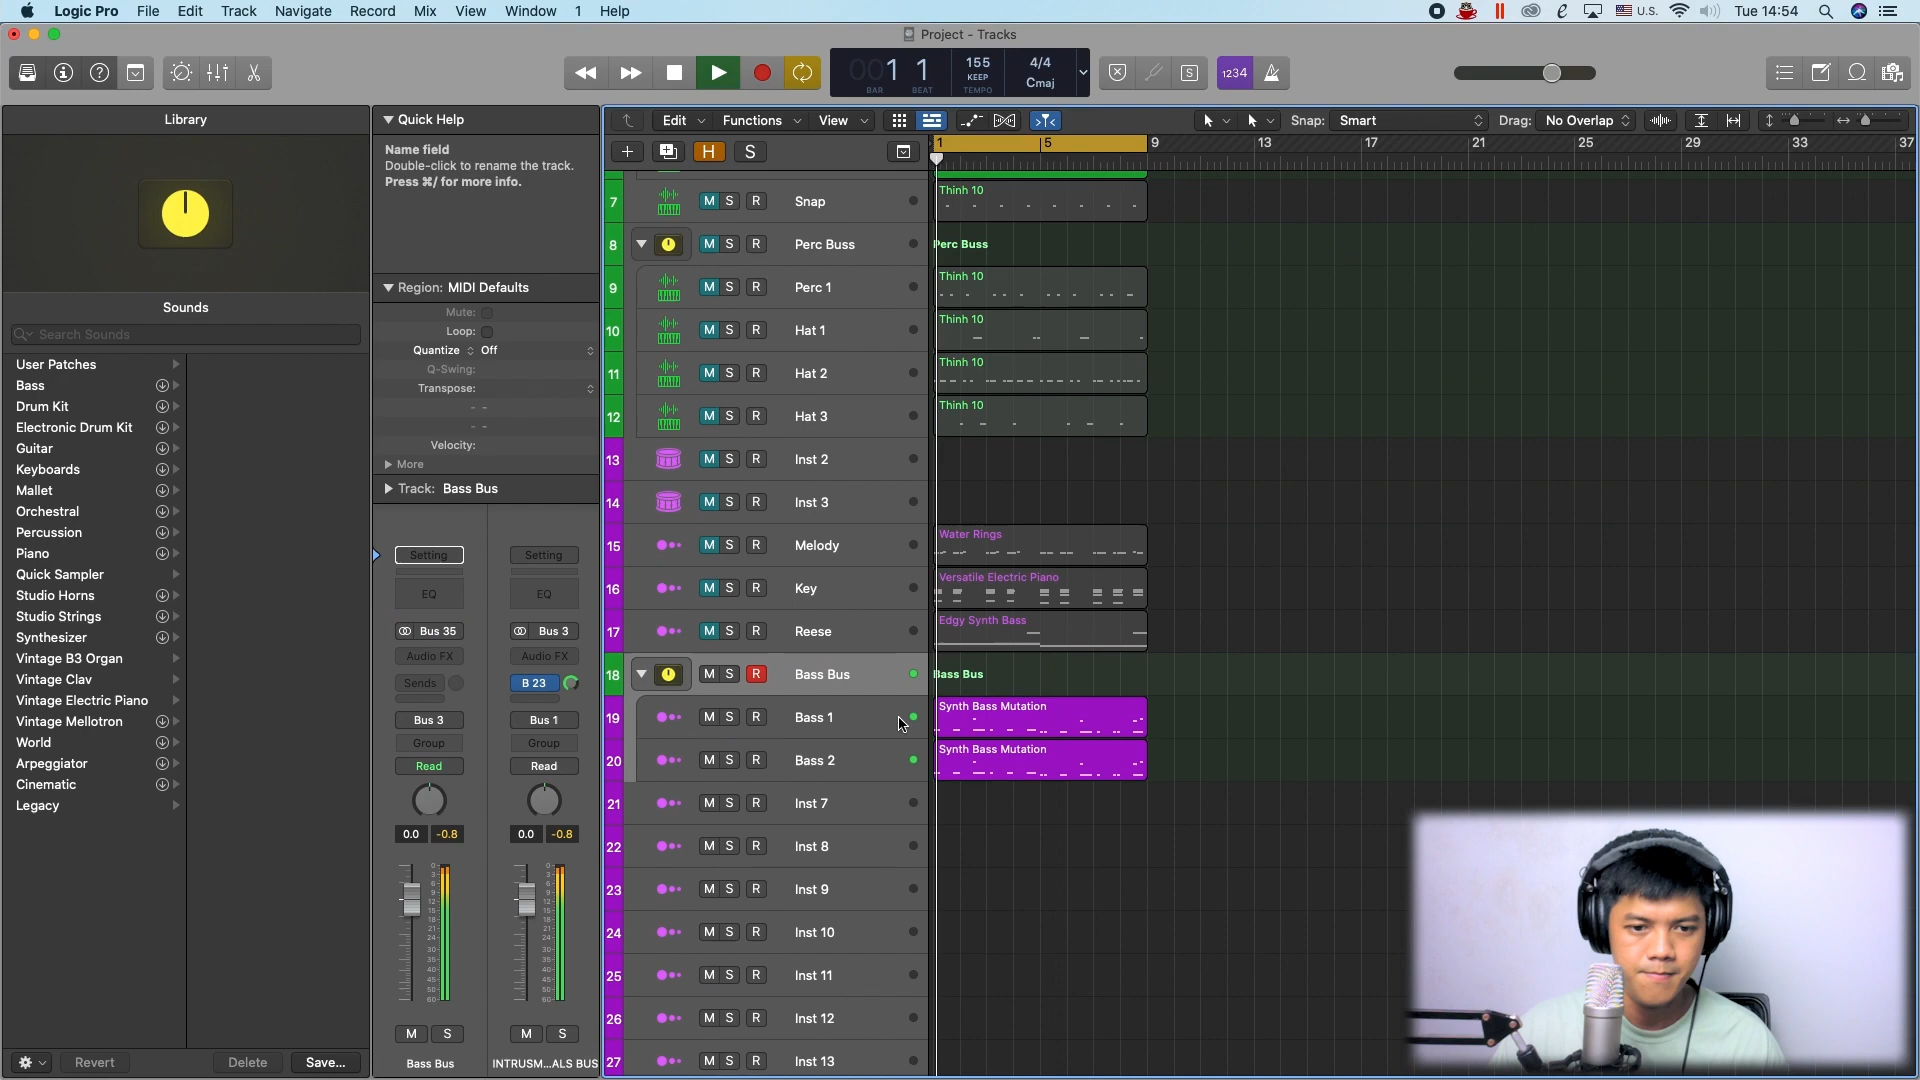 Logic Pro File Edit Track Navigate Record Mix View Window 1 Help
U.S. Tue 14:54
Project - Tracks
001 1 155 4/4
KEEP Cmaj
BAR BEAT TEMPO
S 1234
Library
Sounds
Search Sounds
User Patches
Bass
Drum Kit
Electronic Drum Kit
Guitar
Keyboards
Mallet
Orchestral
Percussion
Piano
Quick Sampler
Studio Horns
Studio Strings
Synthesizer
Vintage B3 Organ
Vintage Clav
Vintage Electric Piano
Vintage Mellotron
World
Arpeggiator
Cinematic
Legacy
Revert Delete Save...
Quick Help
Name field
Double-click to rename the track.
Press ⌘/ for more info.
Region: MIDI Defaults
Mute:
Loop:
Quantize Off
Q-Swing:
Transpose:
- -
- -
Velocity:
More
Track: Bass Bus
Setting Setting
EQ EQ
Bus 35 Bus 3
Audio FX Audio FX
Sends B 23
Bus 3 Bus 1
Group Group
Read Read
0.0 -0.8 0.0 -0.8
M S M S
Bass Bus INTRUSM...ALS BUS
Edit Functions View Snap: Smart Drag: No Overlap
H S 1 5 9 13 17 21 25 29 33 37
7 M S R Snap Thinh 10
8 M S R Perc Buss Perc Buss
9 M S R Perc 1 Thinh 10
10 M S R Hat 1 Thinh 10
11 M S R Hat 2 Thinh 10
12 M S R Hat 3 Thinh 10
13 M S R Inst 2
14 M S R Inst 3
15 M S R Melody Water Rings
16 M S R Key Versatile Electric Piano
17 M S R Reese Edgy Synth Bass
18 M S R Bass Bus Bass Bus
19 M S R Bass 1 Synth Bass Mutation
20 M S R Bass 2 Synth Bass Mutation
21 M S R Inst 7
22 M S R Inst 8
23 M S R Inst 9
24 M S R Inst 10
25 M S R Inst 11
26 M S R Inst 12
27 M S R Inst 13